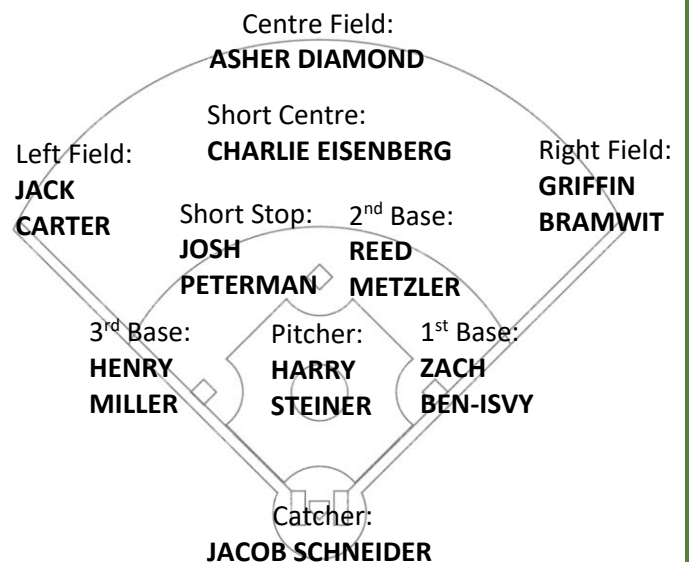 Centre Field:
ASHER DIAMOND
Short Centre:
CHARLIE EISENBERG
Left Field:
JACK
CARTER
Right Field:
GRIFFIN
BRAMWIT
Short Stop:
JOSH
PETERMAN
2nd Base:
REED
METZLER
3rd Base:
HENRY
MILLER
Pitcher:
HARRY
STEINER
1st Base:
ZACH
BEN-ISVY
Catcher:
JACOB SCHNEIDER